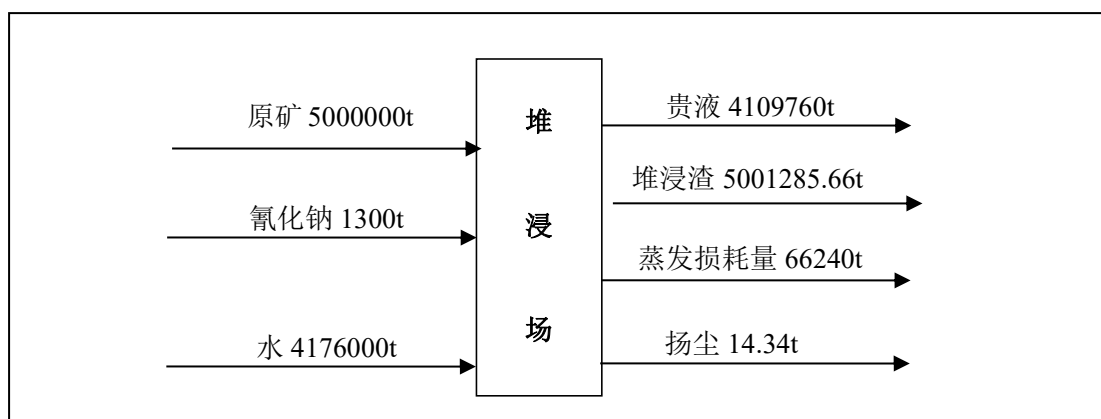 原矿 5000000t
氰化钠 1300t
水 4176000t
堆
浸
场
贵液 4109760t
堆浸渣 5001285.66t
蒸发损耗量 66240t
扬尘 14.34t